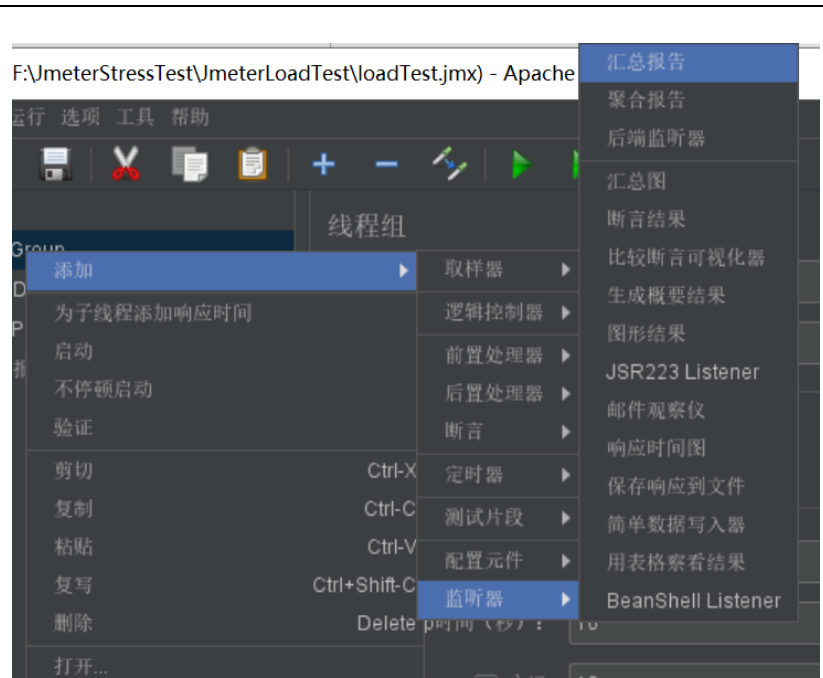 F:\JmeterStressTest\JmeterLoadTest\loadTest.jmx) - Apache
运行 选项 工具 帮助
线程组
Group
添加
为子线程添加响应时间
启动
不停顿启动
验证
剪切 Ctrl-X
复制 Ctrl-C
粘贴 Ctrl-V
复写 Ctrl+Shift-C
删除 Delete
打开...
取样器
逻辑控制器
前置处理器
后置处理器
断言
定时器
测试片段
配置元件
监听器
汇总报告
聚合报告
后端监听器
汇总图
断言结果
比较断言可视化器
生成概要结果
图形结果
JSR223 Listener
邮件观察仪
响应时间图
保存响应到文件
简单数据写入器
用表格察看结果
BeanShell Listener
p时间（秒）：